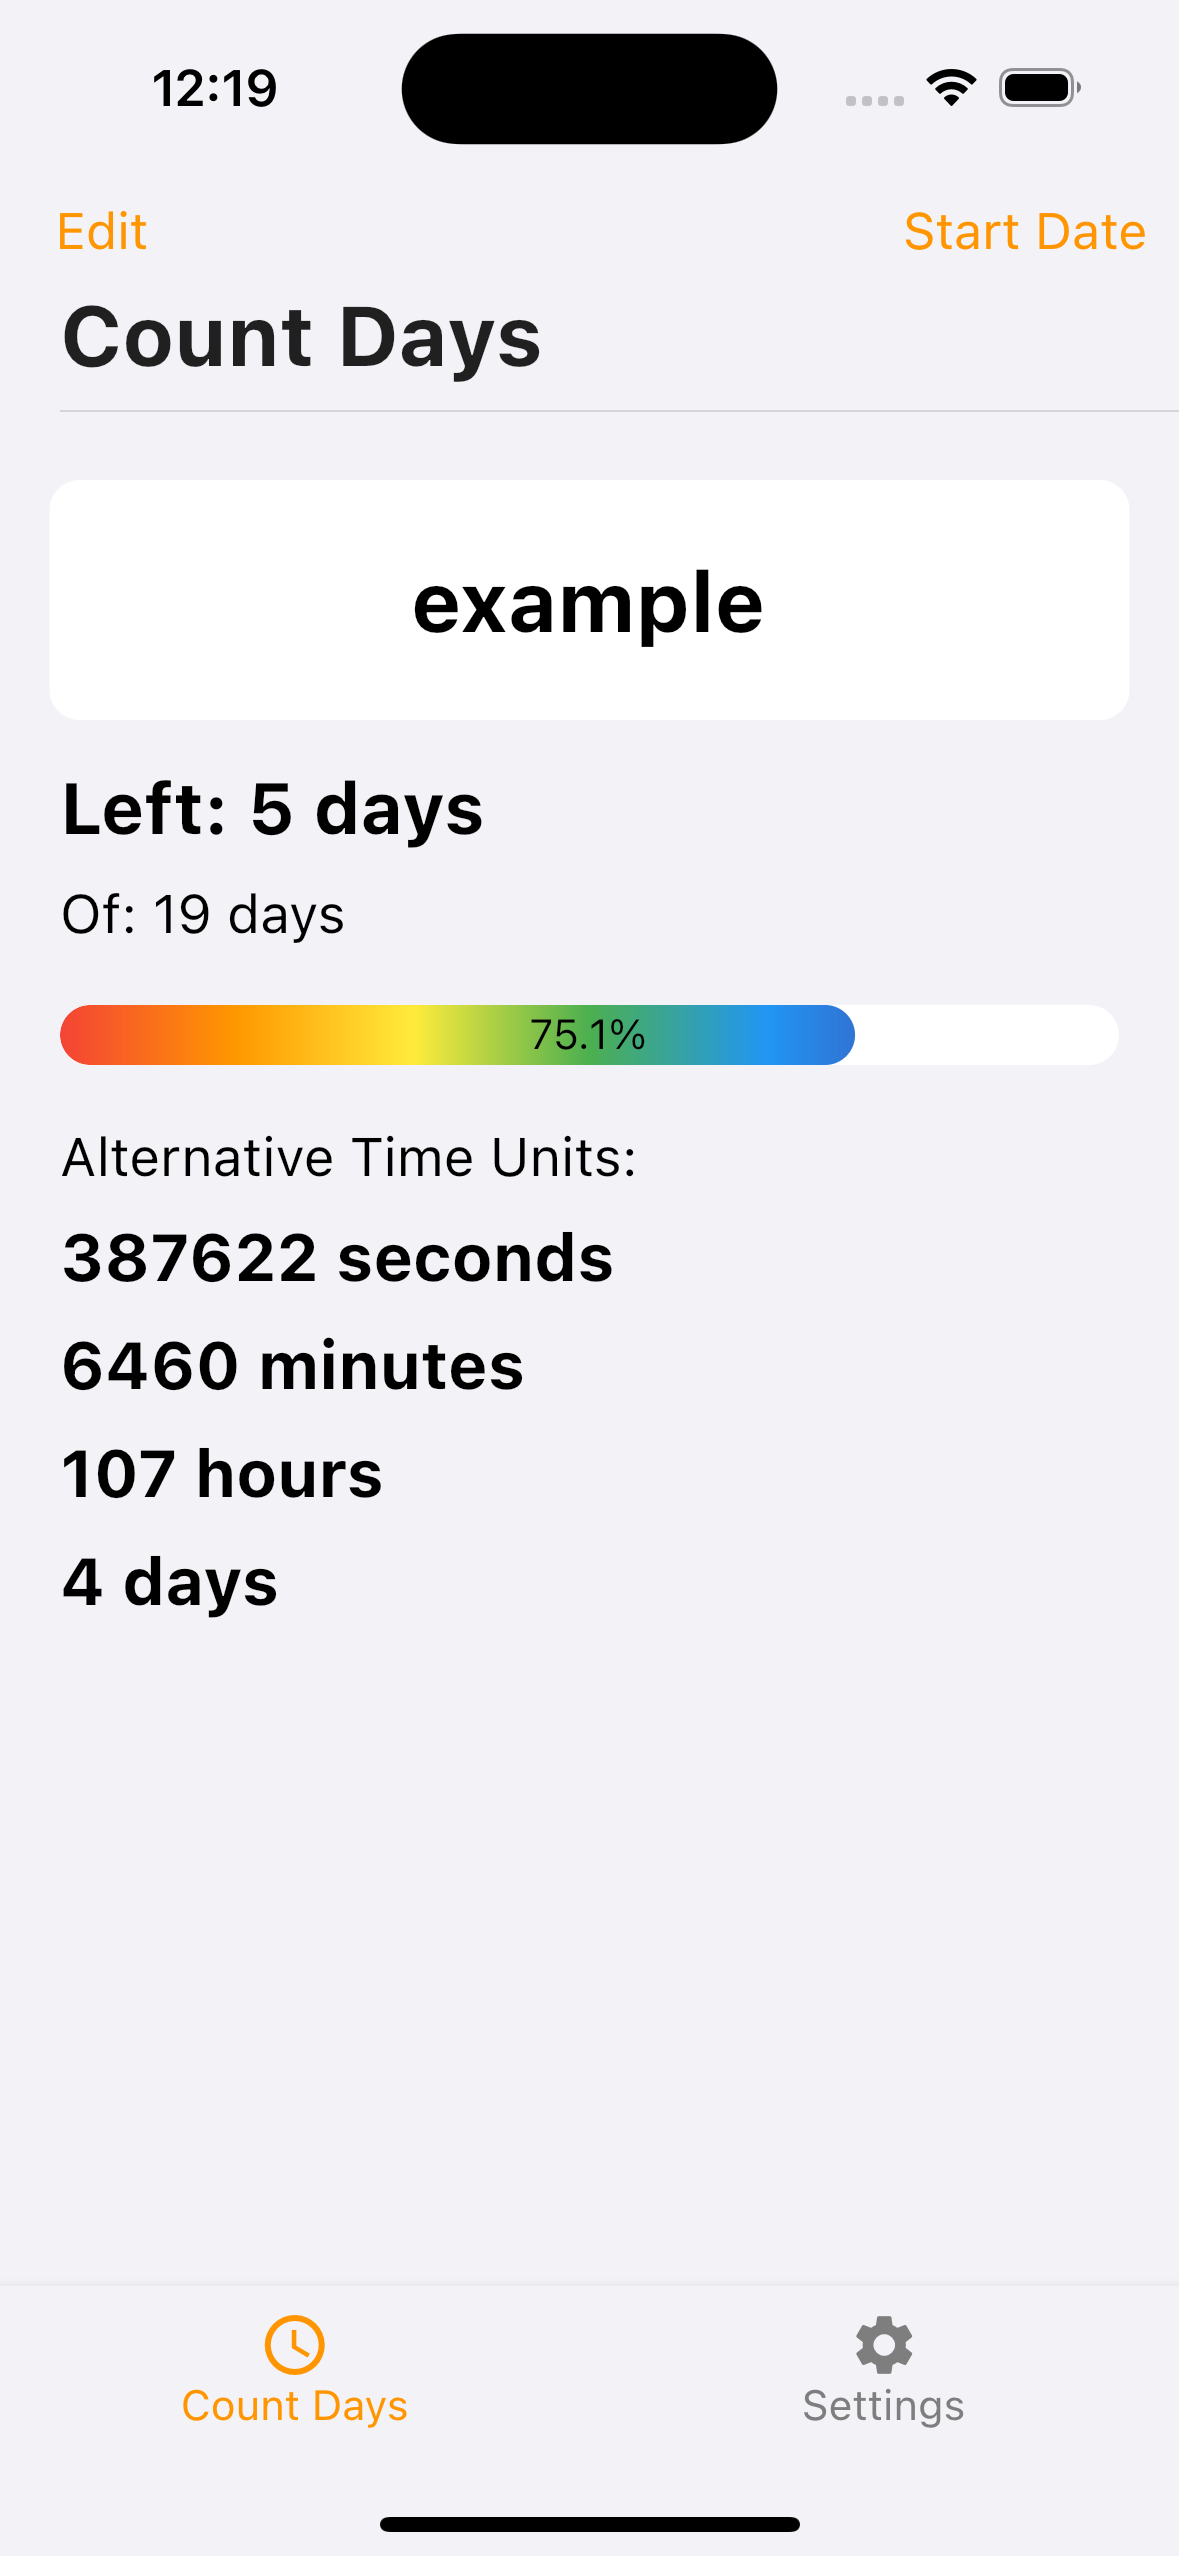 12:19
Edit
Start Date
Count Days
example
Left: 5 days
Of: 19 days
75.1%
Alternative Time Units:
387622 seconds
6460 minutes
107 hours
4 days
Count Days
Settings